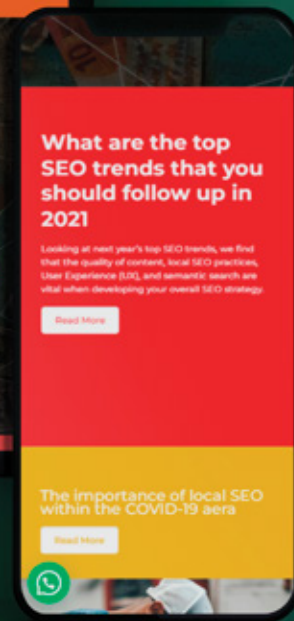 What are the top
SEO trends that you
should follow up in
2021
Looking at next year's top SEO trends, we find
that the quality of content, local SEO practices,
User Experience (UX), and semantic search are
vital when developing your overall SEO strategy.
Read More
The importance of local SEO
within the COVID-19 aera
Read More